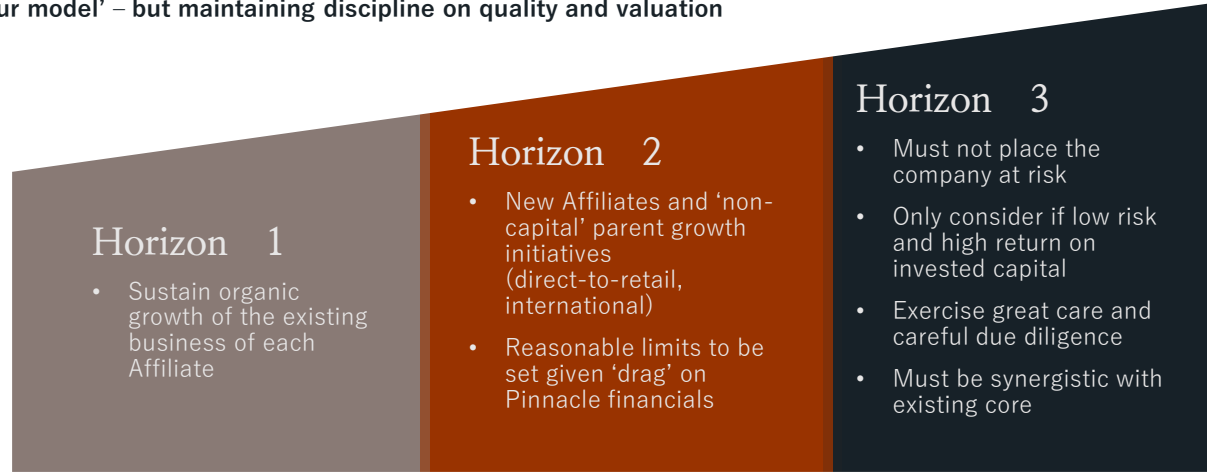 ur model’ – but maintaining discipline on quality and valuation
Horizon 1
• Sustain organic
growth of the existing
business of each
Affiliate
Horizon 2
• New Affiliates and ‘non-
capital’ parent growth
initiatives
(direct-to-retail,
international)
• Reasonable limits to be
set given ‘drag’ on
Pinnacle financials
Horizon 3
• Must not place the
company at risk
• Only consider if low risk
and high return on
invested capital
• Exercise great care and
careful due diligence
• Must be synergistic with
existing core